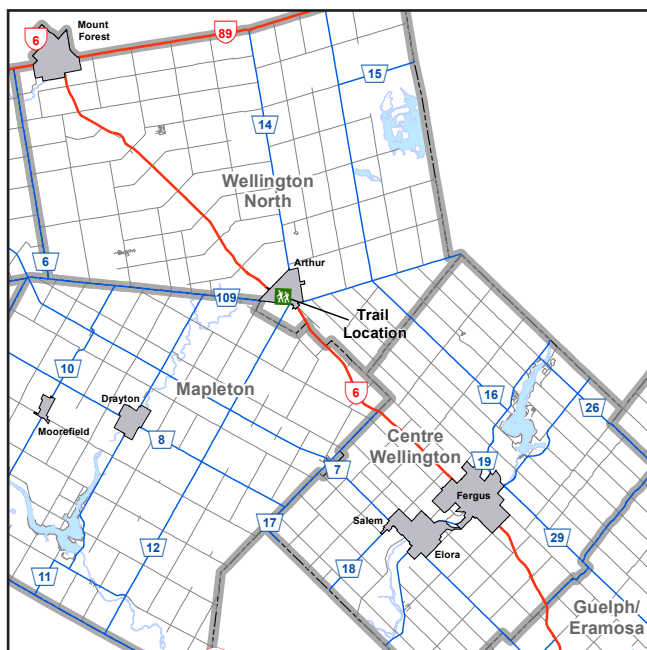 Mount
Forest
6
89
15
14
Wellington
North
Arthur
6
109
Trail
Location
10
Mapleton
6
16
26
Drayton
Moorefield
8
Centre
Wellington
7
19
Fergus
Salem
17
Elora
12
18
29
11
Guelph/
Eramosa